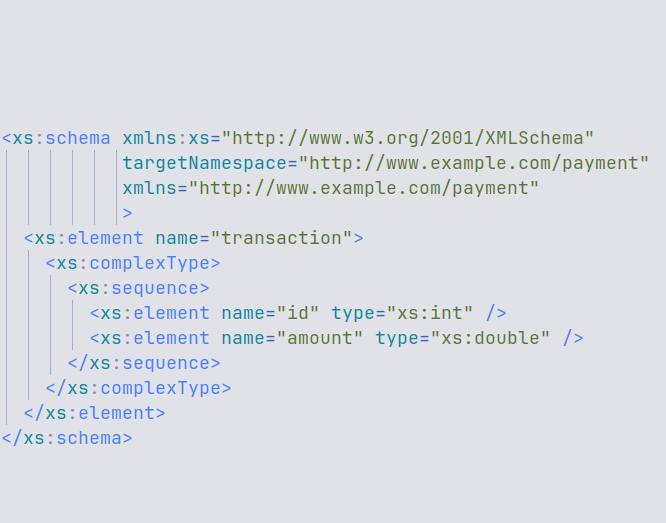 <xs:schema xmlns:xs="http://www.w3.org/2001/XMLSchema"
targetNamespace="http://www.example.com/payment"
xmlns="http://www.example.com/payment"
>
<xs:element name="transaction">
<xs:complexType>
<xs:sequence>
<xs:element name="id" type="xs:int" />
<xs:element name="amount" type="xs:double" />
</xs:sequence>
</xs:complexType>
</xs:element>
</xs:schema>